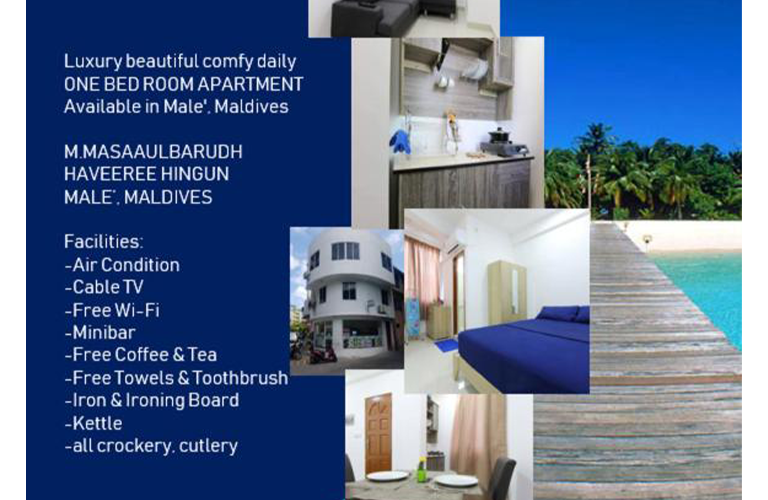 Luxury beautiful comfy daily
ONE BED ROOM APARTMENT
Available in Male', Maldives
M.MASAAULBARUDH
HAVEEREE HINGUN
MALE', MALDIVES
Facilities:
-Air Condition
-Cable TV
-Free Wi-Fi
-Minibar
-Free Coffee & Tea
-Free Towels & Toothbrush
-Iron & Ironing Board
-Kettle
-all crockery, cutlery